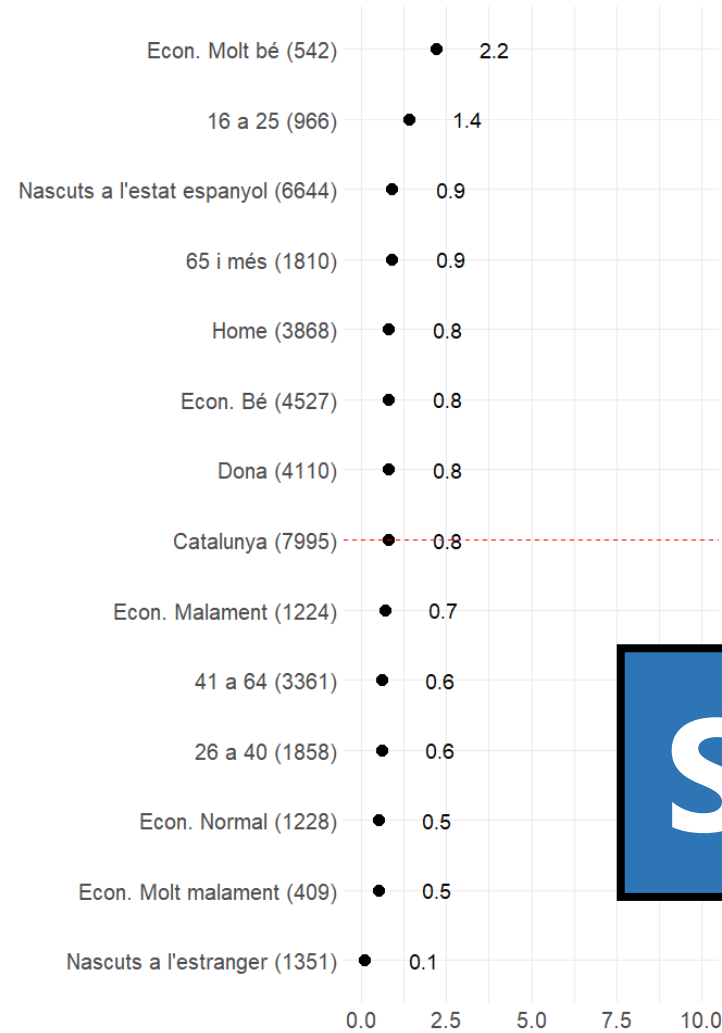 Econ. Molt bé (542) 2.2
16 a 25 (966) 1.4
Nascuts a l'estat espanyol (6644) 0.9
65 i més (1810) 0.9
Home (3868) 0.8
Econ. Bé (4527) 0.8
Dona (4110) 0.8
Catalunya (7995) 0.8
Econ. Malament (1224) 0.7
41 a 64 (3361) 0.6
26 a 40 (1858) 0.6
Econ. Normal (1228) 0.5
Econ. Molt malament (409) 0.5
Nascuts a l'estranger (1351) 0.1
0.0 2.5 5.0 7.5 10.0